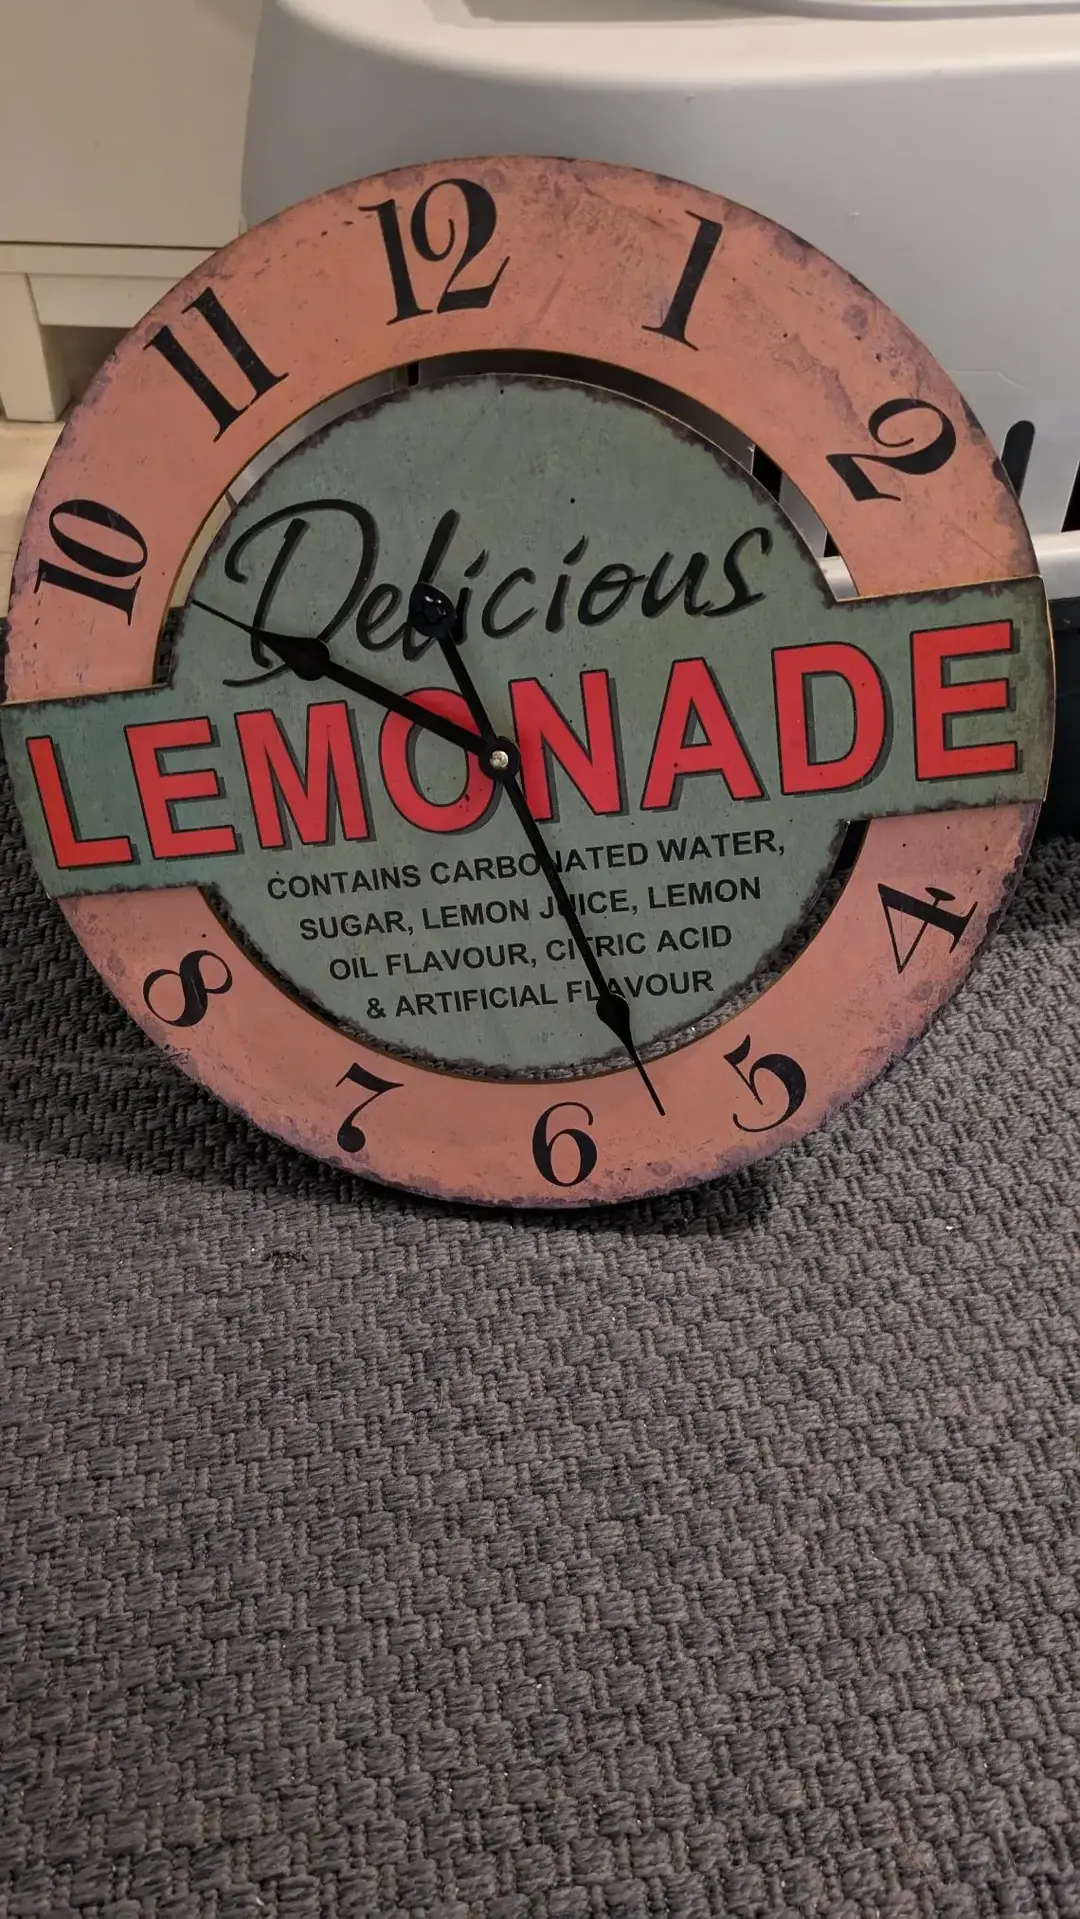 12
11 1
2
10
Delicious
LEMONADE
CONTAINS CARBONATED WATER,
SUGAR, LEMON JUICE, LEMON
OIL FLAVOUR, CITRIC ACID
& ARTIFICIAL FLAVOUR
8 4
7 5
6